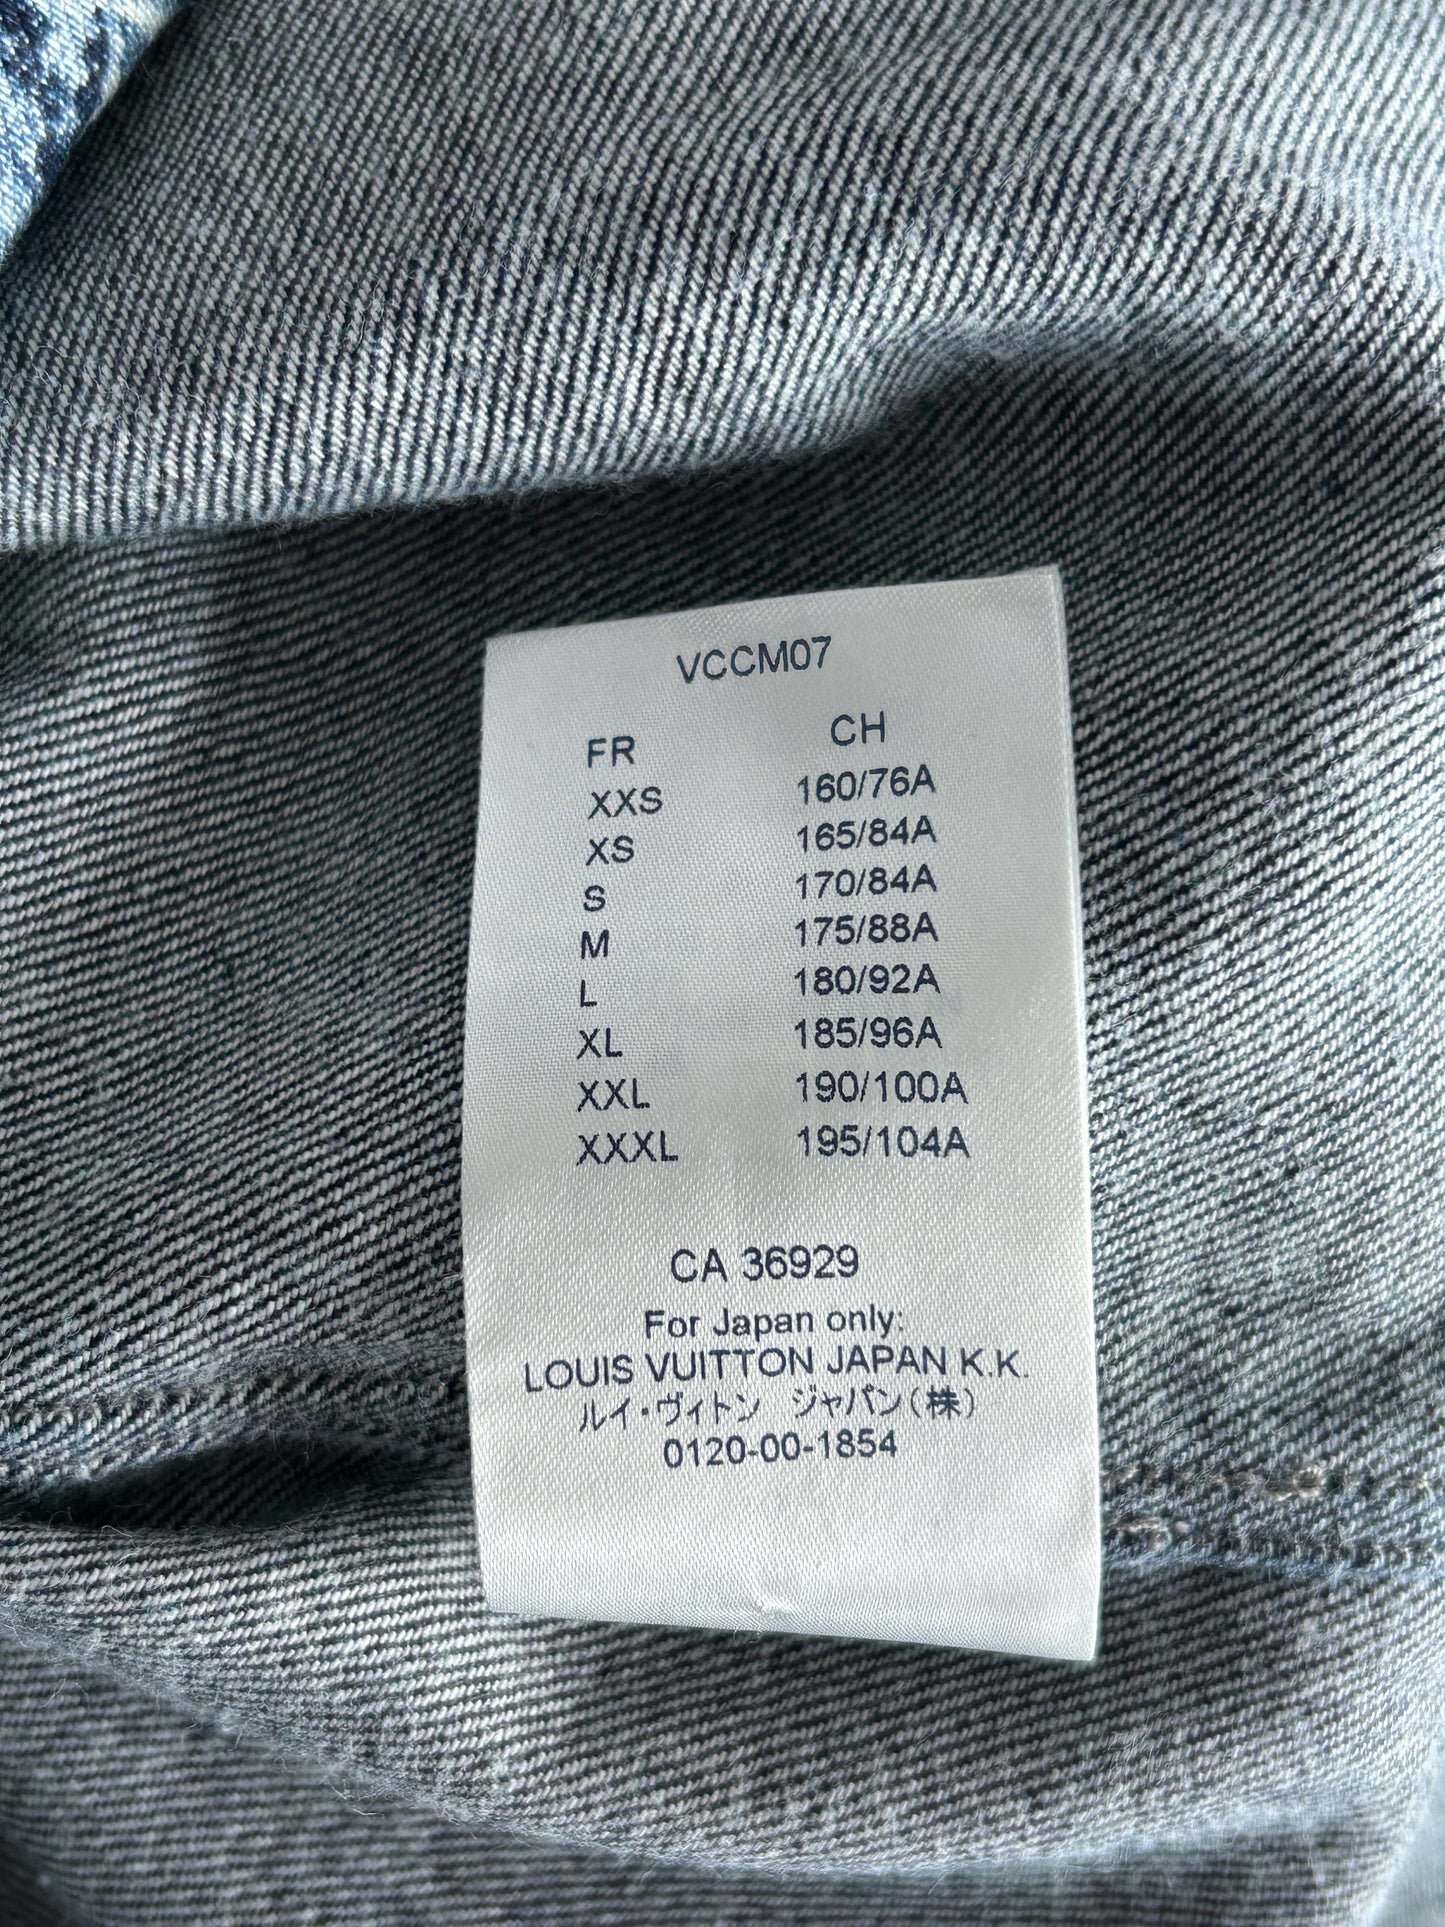 VCCM07
FR CH
XXS 160/76A
XS 165/84A
S 170/84A
M 175/88A
L 180/92A
XL 185/96A
XXL 190/100A
XXXL 195/104A
CA 36929
For Japan only:
LOUIS VUITTON JAPAN K.K.
ルイ・ヴィトン ジャパン(株)
0120-00-1854